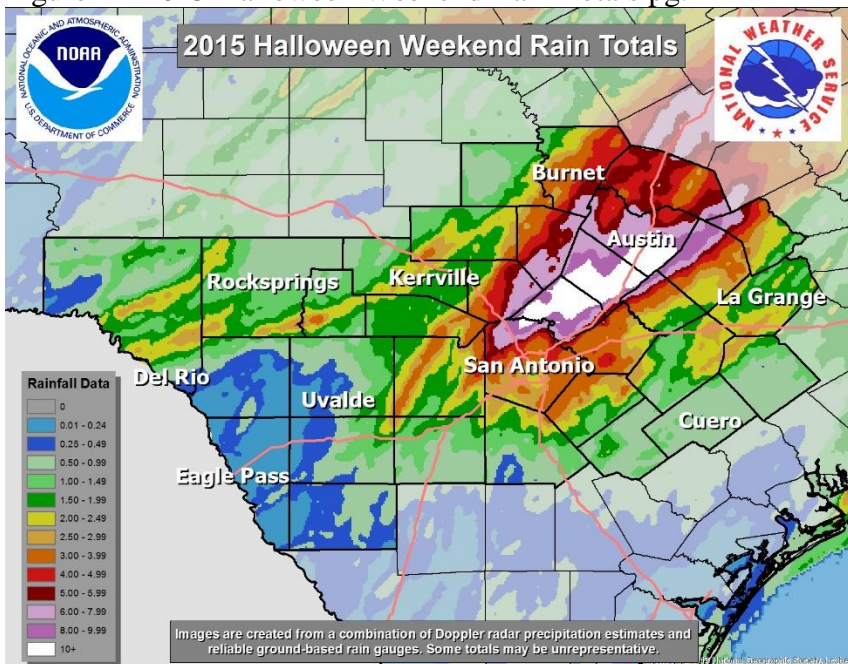 2015 Halloween Weekend Rain Totals
NATIONAL OCEANIC AND ATMOSPHERIC ADMINISTRATION
NOAA
U.S. DEPARTMENT OF COMMERCE
NATIONAL WEATHER SERVICE
Burnet
Austin
Rocksprings
Kerrville
La Grange
San Antonio
Del Rio
Uvalde
Cuero
Eagle Pass
Rainfall Data
0
0.01 - 0.24
0.25 - 0.49
0.50 - 0.99
1.00 - 1.49
1.50 - 1.99
2.00 - 2.49
2.50 - 2.99
3.00 - 3.99
4.00 - 4.99
5.00 - 5.99
6.00 - 7.99
8.00 - 9.99
10+
Images are created from a combination of Doppler radar precipitation estimates and
reliable ground-based rain gauges. Some totals may be unrepresentative.
National Geographic Society,